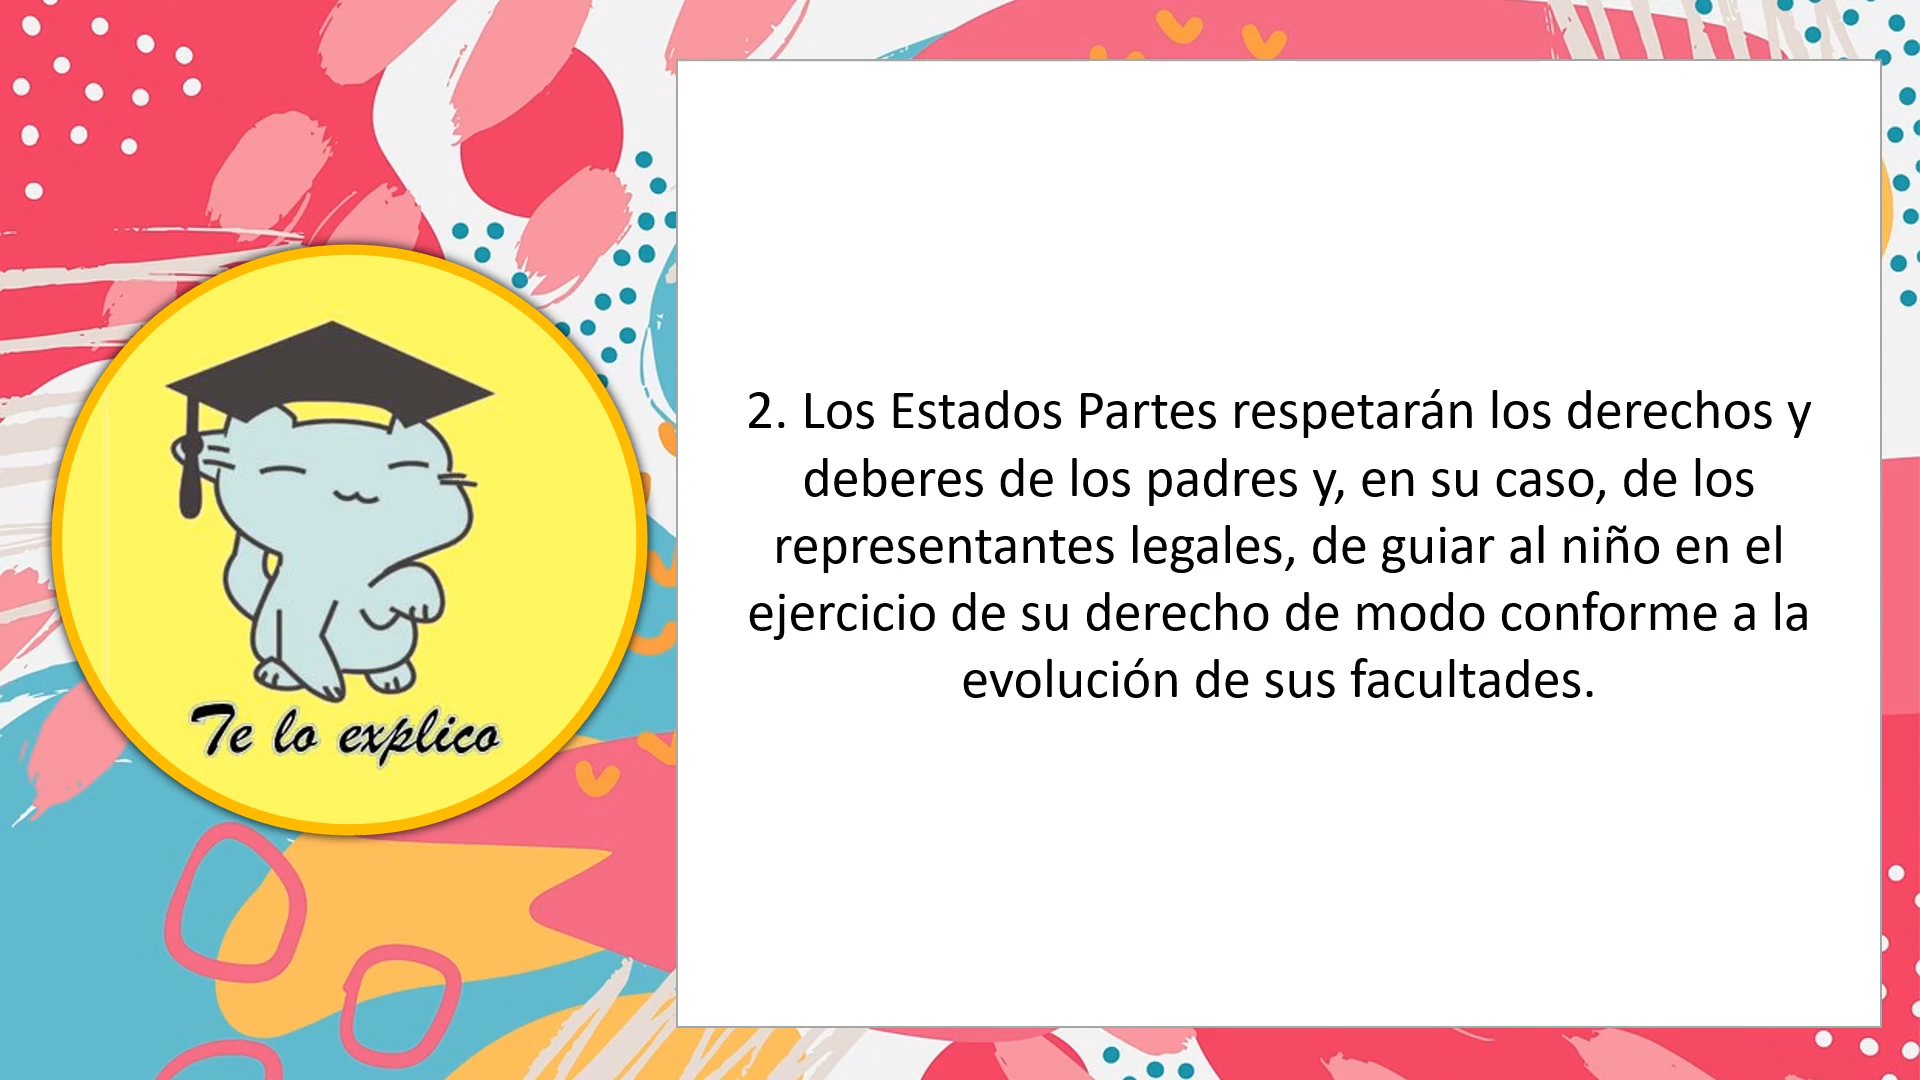 Te lo explico
2. Los Estados Partes respetarán los derechos y
deberes de los padres y, en su caso, de los
representantes legales, de guiar al niño en el
ejercicio de su derecho de modo conforme a la
evolución de sus facultades.